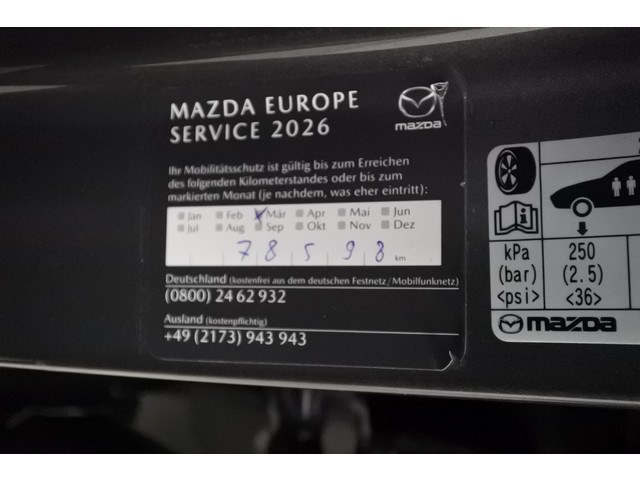 MAZDA EUROPE
SERVICE 2026
mazda
Ihr Mobilitätsschutz ist gültig bis zum Erreichen
des folgenden Kilometerstandes oder bis zum
markierten Monat (je nachdem, was eher eintritt):
Jan Feb Mär Apr Mai Jun
Jul Aug Sep Okt Nov Dez
78598 km
Deutschland (kostenfrei aus dem deutschen Festnetz/Mobilfunknetz)
(0800) 24 62 932
Ausland (kostenpflichtig)
+49 (2173) 943 943
kPa 250
(bar) (2.5)
<psi> <36>
mazda